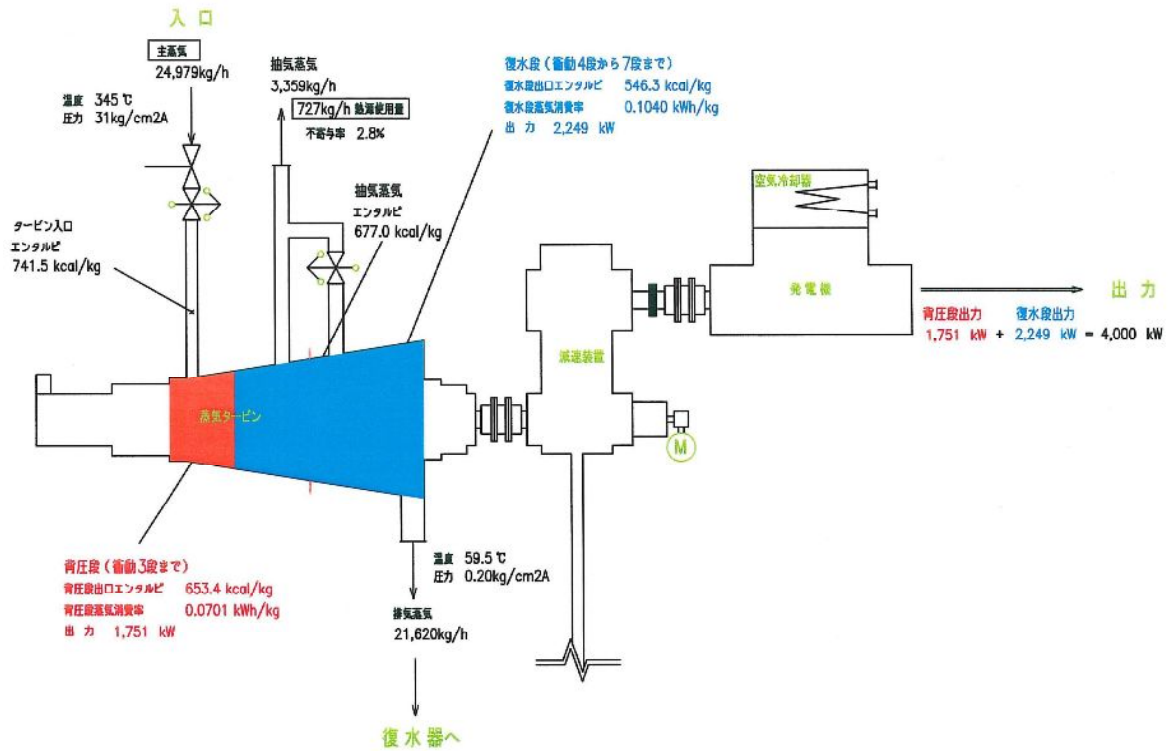 入口
主蒸気
24,979kg/h
温度 345℃
圧力 31kg/cm2A
タービン入口
エンタルピ
741.5 kcal/kg
抽気蒸気
3,359kg/h
727kg/h 熱源使用量
不寄与率 2.8%
抽気蒸気
エンタルピ
677.0 kcal/kg
復水段（衝動4段から7段まで）
復水段出口エンタルピ 546.3 kcal/kg
復水段蒸気消費率 0.1040 kWh/kg
出力 2,249 kW
空気冷却器
発電機
出力
背圧段出力 復水段出力
1,751 kW + 2,249 kW = 4,000 kW
減速装置
蒸気タービン
M
背圧段（衝動3段まで）
背圧段出口エンタルピ 653.4 kcal/kg
背圧段蒸気消費率 0.0701 kWh/kg
出力 1,751 kW
温度 59.5℃
圧力 0.20kg/cm2A
排気蒸気
21,620kg/h
復水器へ